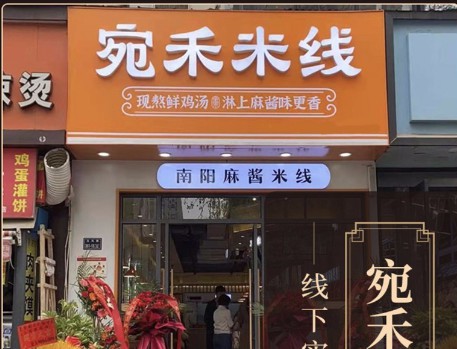 宛禾米线
现熬鲜鸡汤 淋上麻酱味更香
南阳麻酱米线
烫
鸡蛋灌饼
宛禾
线下